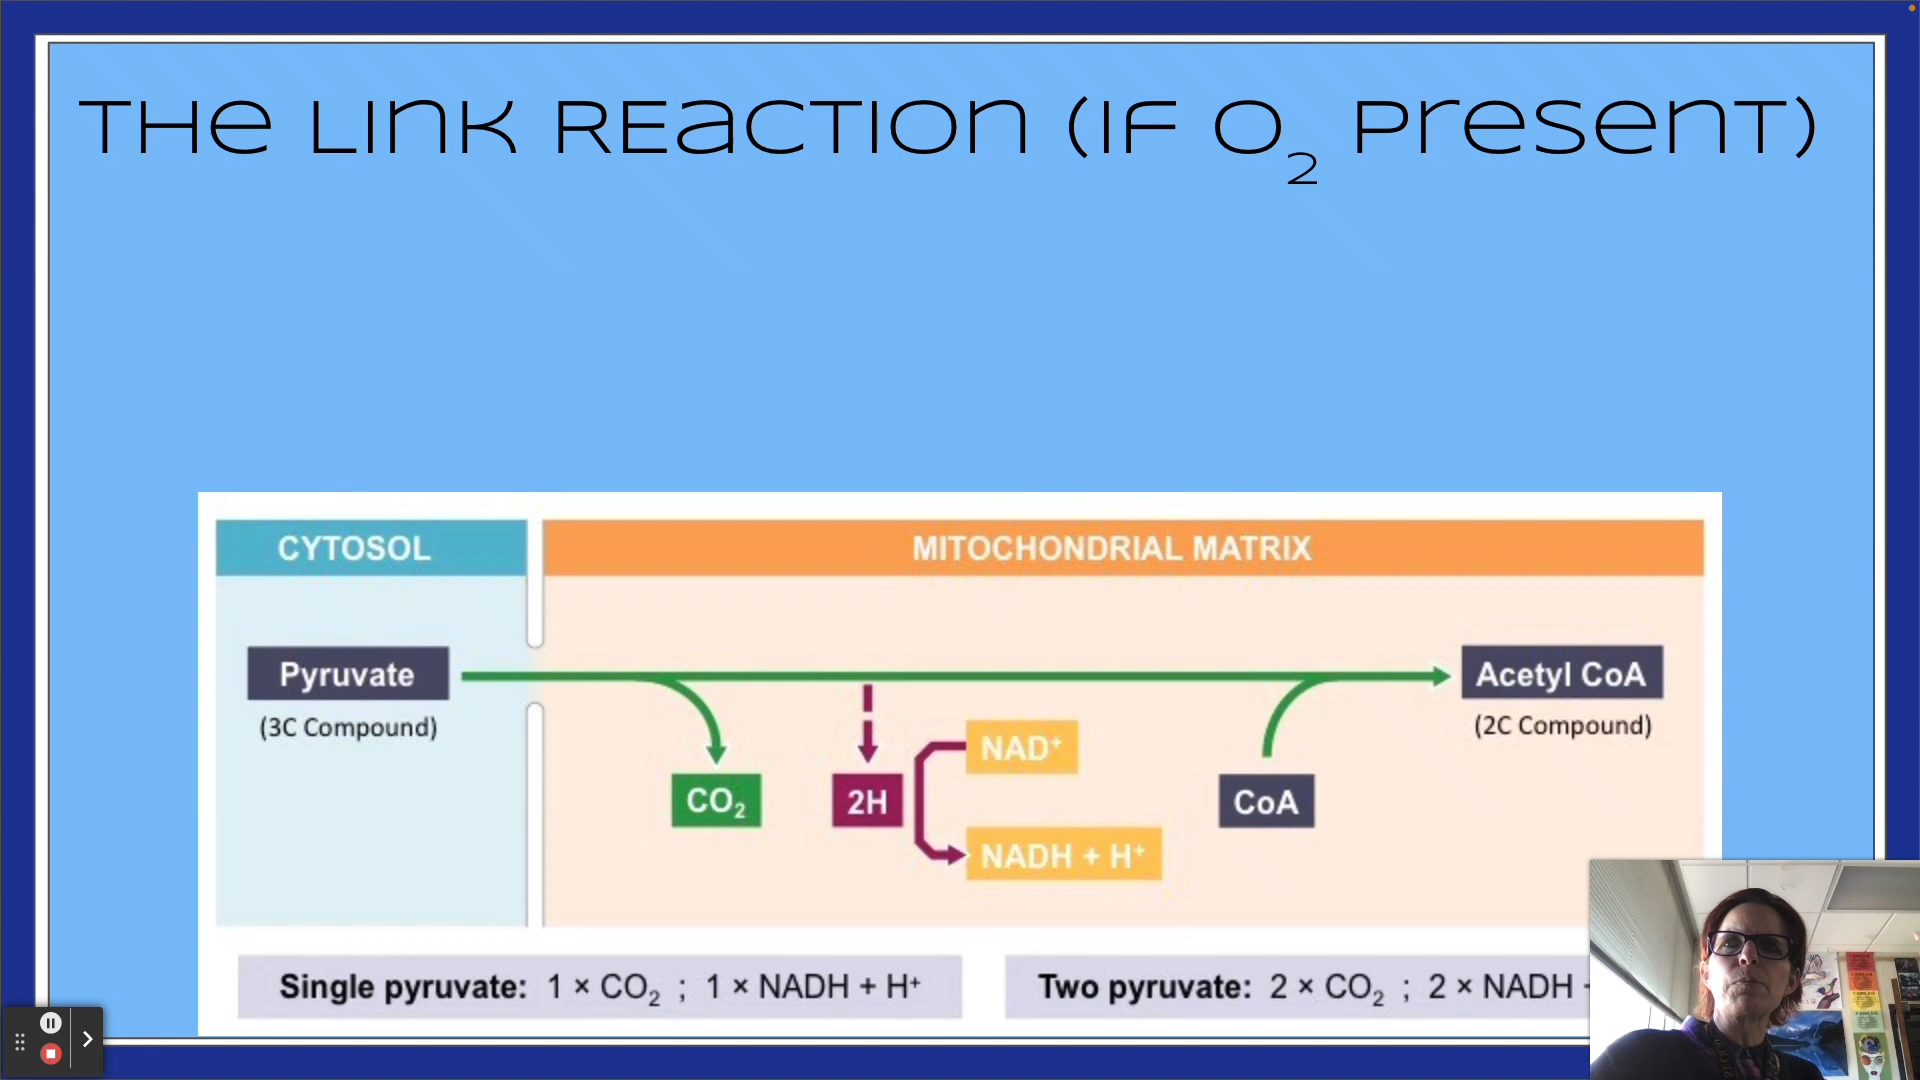 The Link Reaction (if O₂ present)
CYTOSOL
MITOCHONDRIAL MATRIX
Pyruvate
(3C Compound)
Acetyl CoA
(2C Compound)
CO₂
2H
NAD⁺
NADH + H⁺
CoA
Single pyruvate: 1 × CO₂ ; 1 × NADH + H⁺
Two pyruvate: 2 × CO₂ ; 2 × NADH